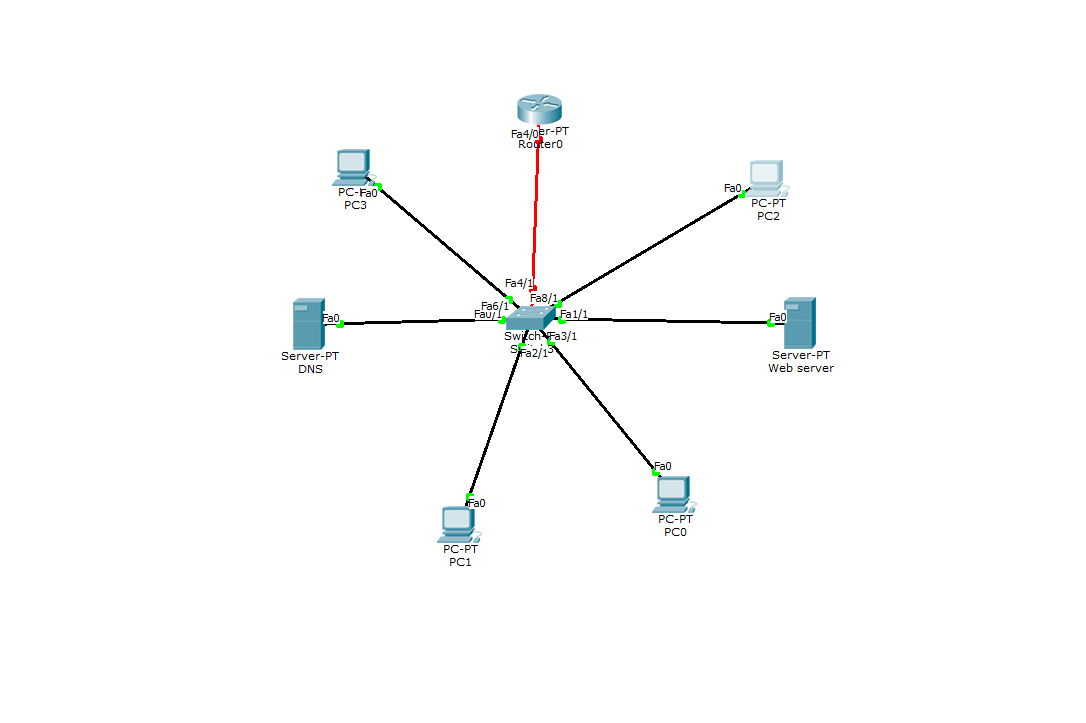 Fa4/0
er-PT
Router0
Fa0
PC-PT
PC2
PC-
Fa0
PC3
Fa4/1
Fa8/1
Fa6/1
Fa0/1
Fa1/1
Fa0
Server-PT
DNS
Switch-
Fa3/1
Fa2/1
Fa0
Server-PT
Web server
Fa0
PC-PT
PC0
Fa0
PC-PT
PC1